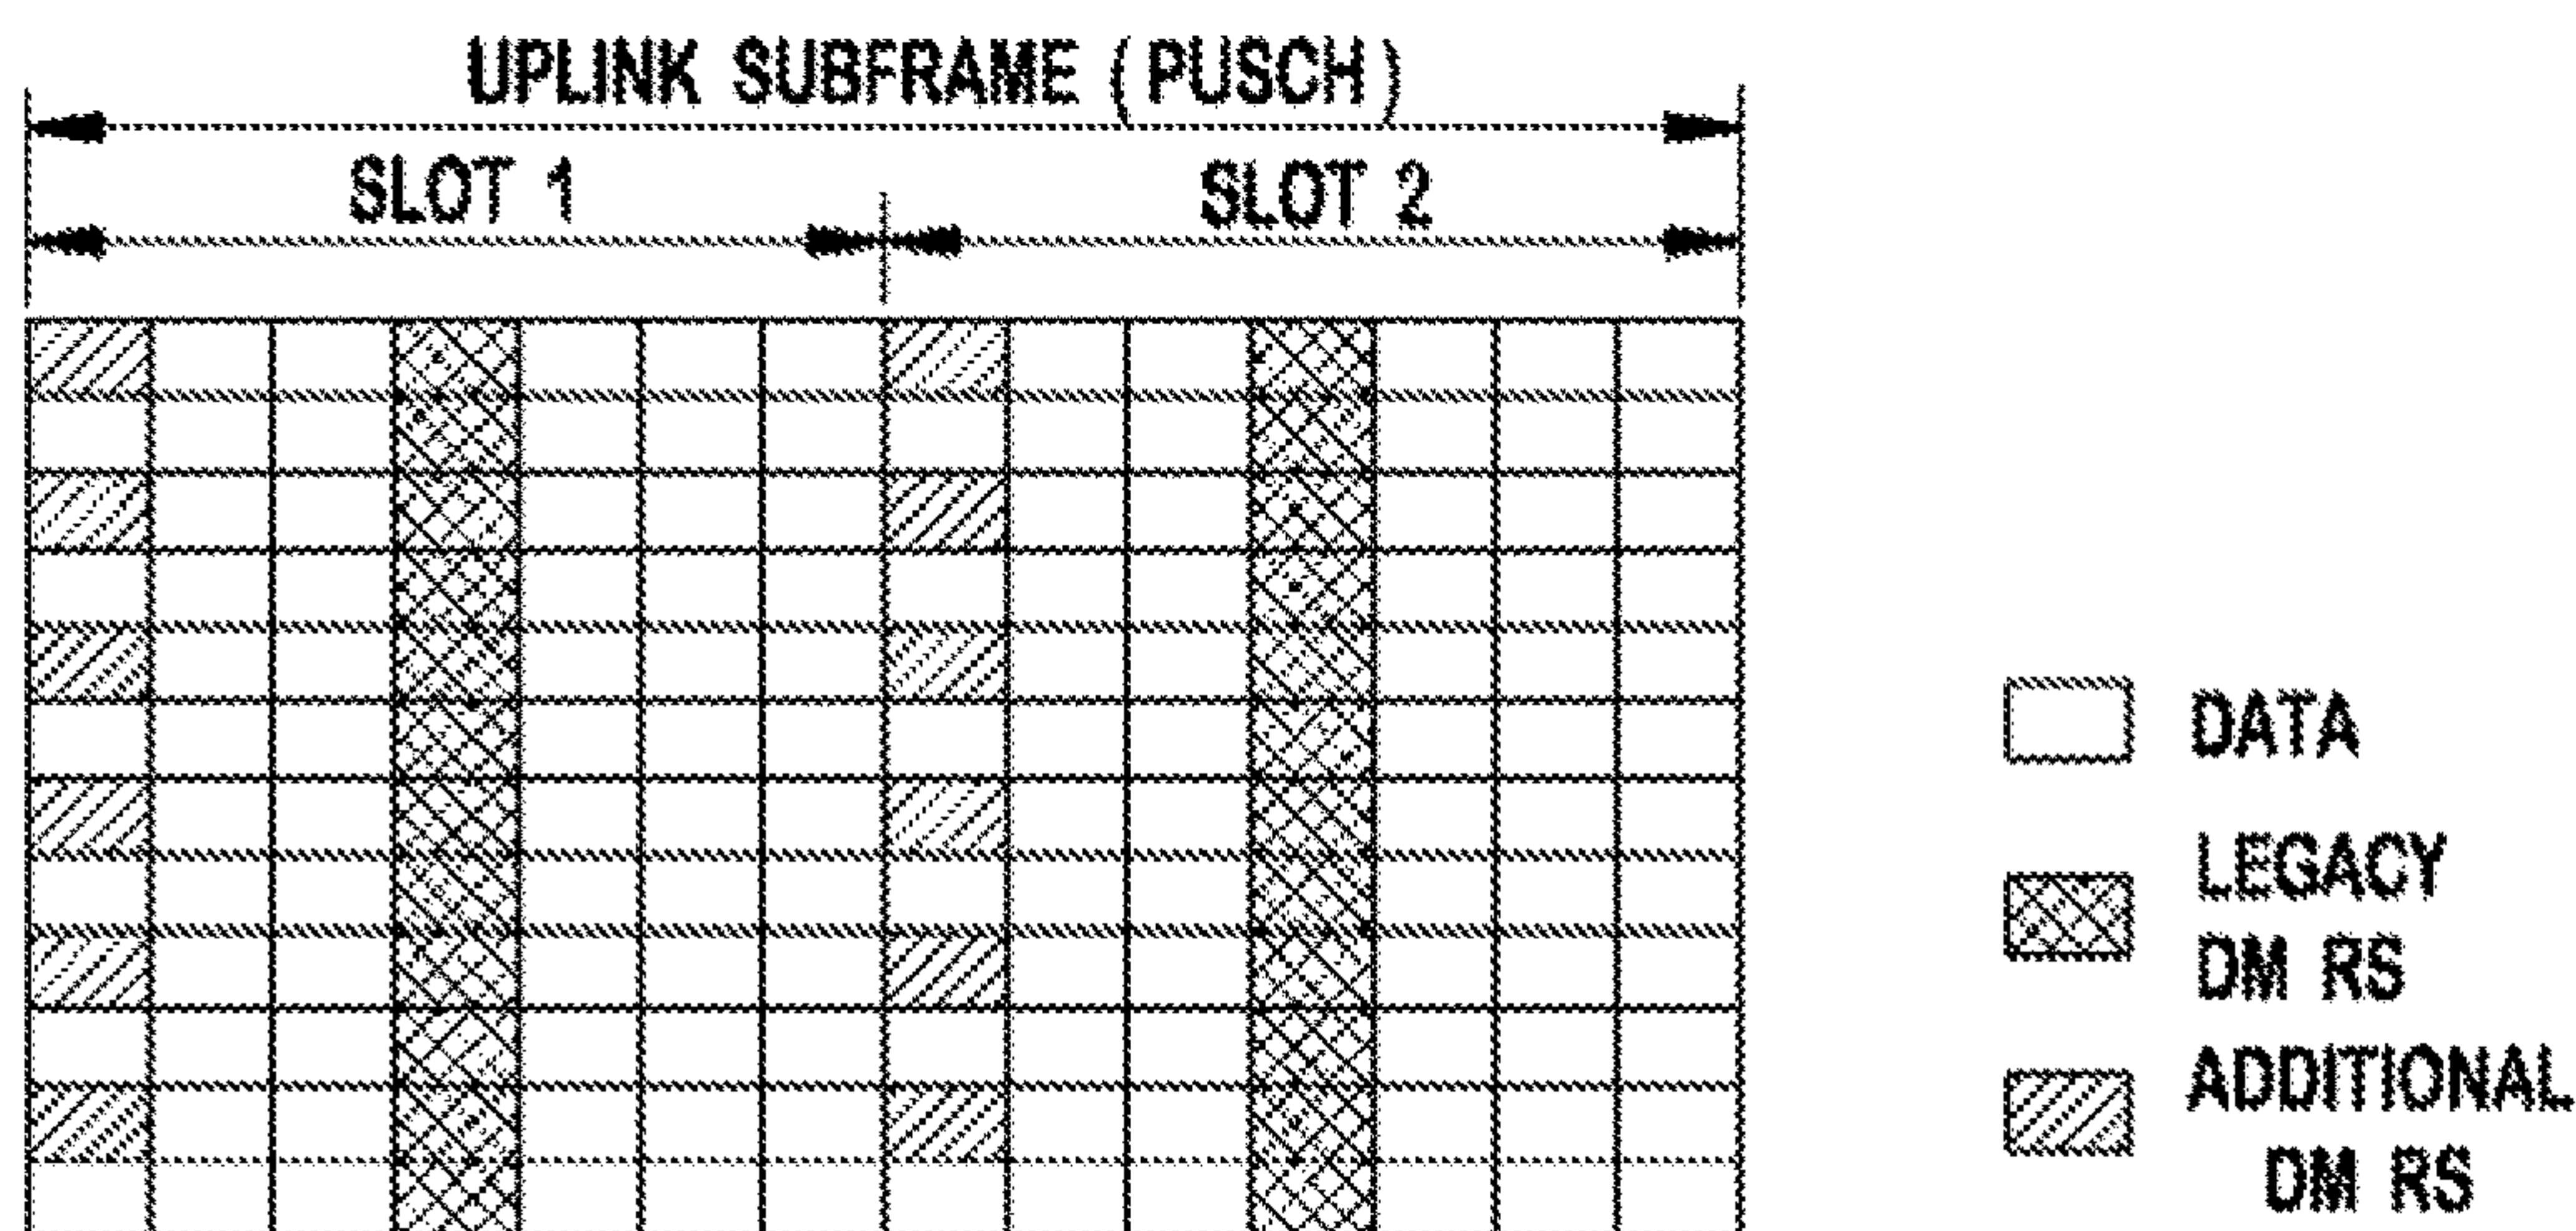 UPLINK SUBFRAME (PUSCH)
SLOT 1
SLOT 2
DATA
LEGACY
DM RS
ADDITIONAL
DM RS